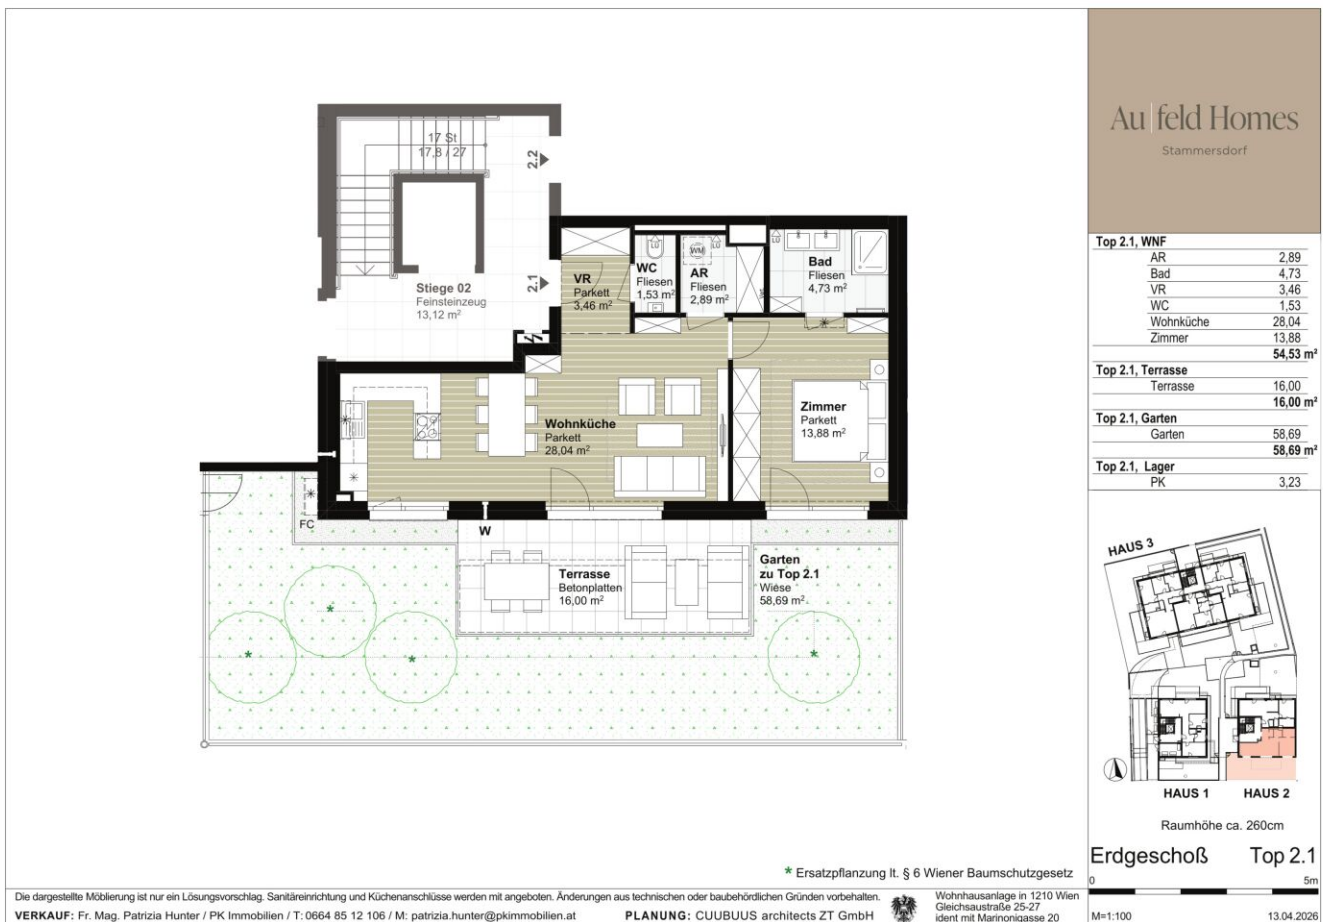 17 St
17,8 / 27
2.2
Stiege 02
Feinsteinzeug
13,12 m²
2.1
VR
Parkett
3,46 m²
WC
Fliesen
1,53 m²
WM
AR
Fliesen
2,89 m²
Bad
Fliesen
4,73 m²
Wohnküche
Parkett
28,04 m²
Zimmer
Parkett
13,88 m²
FC
W
Terrasse
Betonplatten
16,00 m²
Garten
zu Top 2.1
Wiese
58,69 m²
* Ersatzpflanzung lt. § 6 Wiener Baumschutzgesetz
Au|feld Homes
Stammersdorf
Top 2.1, WNF
AR 2,89
Bad 4,73
VR 3,46
WC 1,53
Wohnküche 28,04
Zimmer 13,88
54,53 m²
Top 2.1, Terrasse
Terrasse 16,00
16,00 m²
Top 2.1, Garten
Garten 58,69
58,69 m²
Top 2.1, Lager
PK 3,23
HAUS 3
HAUS 1 HAUS 2
Raumhöhe ca. 260cm
Erdgeschoß Top 2.1
0 5m
M=1:100 13.04.2026
Die dargestellte Möblierung ist nur ein Lösungsvorschlag. Sanitäreinrichtung und Küchenanschlüsse werden mit angeboten. Änderungen aus technischen oder baubehördlichen Gründen vorbehalten.
VERKAUF: Fr. Mag. Patrizia Hunter / PK Immobilien / T: 0664 85 12 106 / M: patrizia.hunter@pkimmobilien.at
PLANUNG: CUUBUUS architects ZT GmbH
Wohnhausanlage in 1210 Wien
Gleichsaustraße 25-27
ident mit Marinonigasse 20